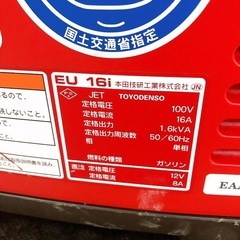 国土交通省指定
EU 16i 本田技研工業株式会社 JN
JET TOYODENSO
定格電圧 100V
定格電流 16A
定格出力 1.6kVA
定格出力周波数 50/60Hz
相 単相
燃料の種類 ガソリン
直流 定格電圧 12V
定格電流 8A
EAA